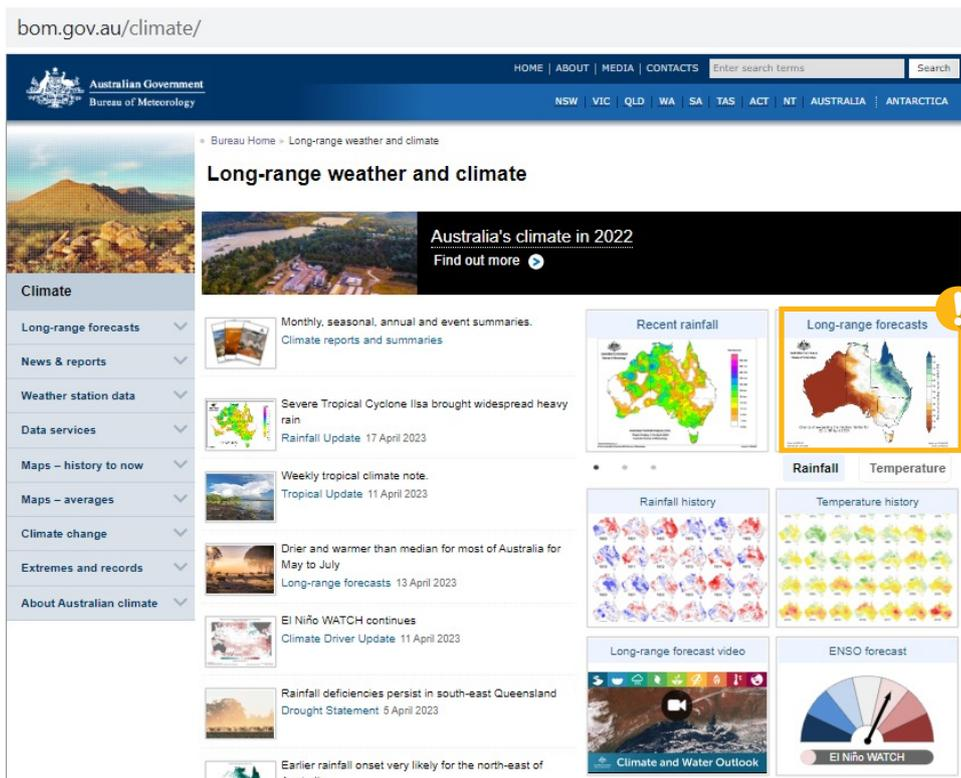 bom.gov.au/climate/
HOME | ABOUT | MEDIA | CONTACTS
Enter search terms
Search
Australian Government
Bureau of Meteorology
NSW | VIC | QLD | WA | SA | TAS | ACT | NT | AUSTRALIA | ANTARCTICA
Bureau Home » Long-range weather and climate
Long-range weather and climate
Australia's climate in 2022
Find out more
Climate
Long-range forecasts
News & reports
Weather station data
Data services
Maps – history to now
Maps – averages
Climate change
Extremes and records
About Australian climate
Monthly, seasonal, annual and event summaries.
Climate reports and summaries
Severe Tropical Cyclone Ilsa brought widespread heavy
rain
Rainfall Update 17 April 2023
Weekly tropical climate note.
Tropical Update 11 April 2023
Drier and warmer than median for most of Australia for
May to July
Long-range forecasts 13 April 2023
El Niño WATCH continues
Climate Driver Update 11 April 2023
Rainfall deficiencies persist in south-east Queensland
Drought Statement 5 April 2023
Earlier rainfall onset very likely for the north-east of
Recent rainfall
Long-range forecasts
!
Rainfall
Temperature
Rainfall history
Temperature history
Long-range forecast video
Climate and Water Outlook
ENSO forecast
El Niño WATCH